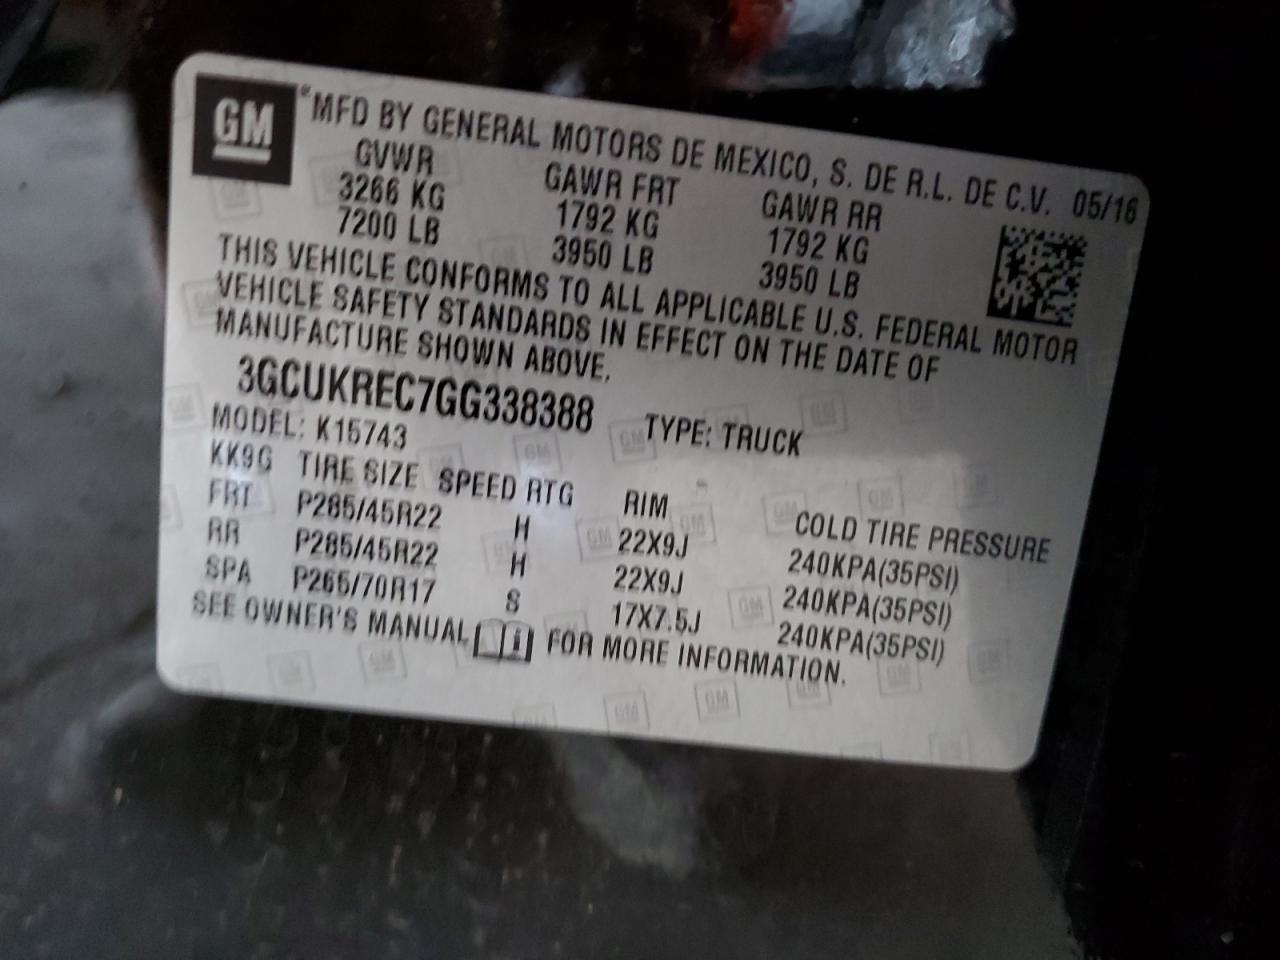 GM
*MFD BY GENERAL MOTORS DE MEXICO, S. DE R.L. DE C.V. 05/16
GVWR GAWR FRT GAWR RR
3266 KG 1792 KG 1792 KG
7200 LB 3950 LB 3950 LB
THIS VEHICLE CONFORMS TO ALL APPLICABLE U.S. FEDERAL MOTOR
VEHICLE SAFETY STANDARDS IN EFFECT ON THE DATE OF
MANUFACTURE SHOWN ABOVE.
3GCUKREC7GG338388 TYPE: TRUCK
MODEL: K15743
KK9G TIRE SIZE SPEED RTG RIM COLD TIRE PRESSURE
FRT P285/45R22 H 22X9J 240KPA(35PSI)
RR P285/45R22 H 22X9J 240KPA(35PSI)
SPA P265/70R17 S 17X7.5J 240KPA(35PSI)
SEE OWNER'S MANUAL FOR MORE INFORMATION.